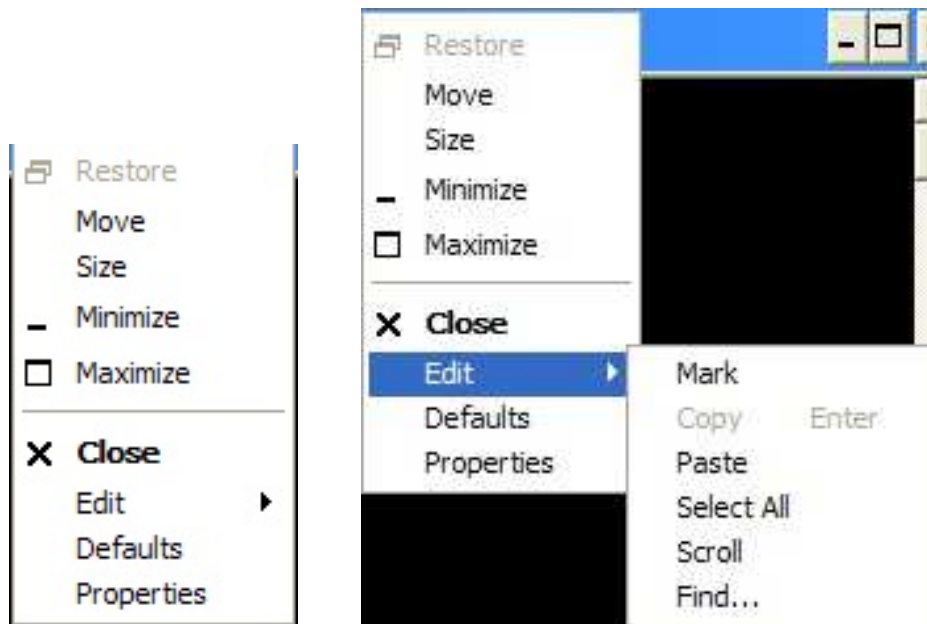 Restore
Move
Size
Minimize
Maximize
Close
Edit
Defaults
Properties
Restore
Move
Size
Minimize
Maximize
Close
Edit
Defaults
Properties
Mark
Copy Enter
Paste
Select All
Scroll
Find...